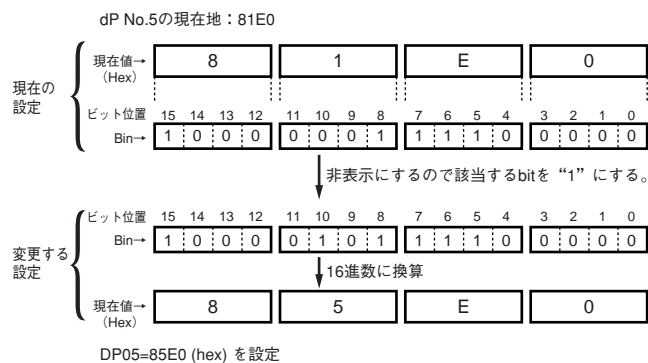 dP No.5の現在地：81E0
現在の設定
現在値→ 8 1 E 0
（Hex）
ビット位置 15 14 13 12 11 10 9 8 7 6 5 4 3 2 1 0
Bin→ 1 0 0 0 0 0 0 1 1 1 1 0 0 0 0 0
非表示にするので該当するbitを“1”にする。
変更する設定
ビット位置 15 14 13 12 11 10 9 8 7 6 5 4 3 2 1 0
Bin→ 1 0 0 0 0 1 0 1 1 1 1 0 0 0 0 0
16進数に換算
現在値→ 8 5 E 0
(Hex)
DP05=85E0 (hex) を設定